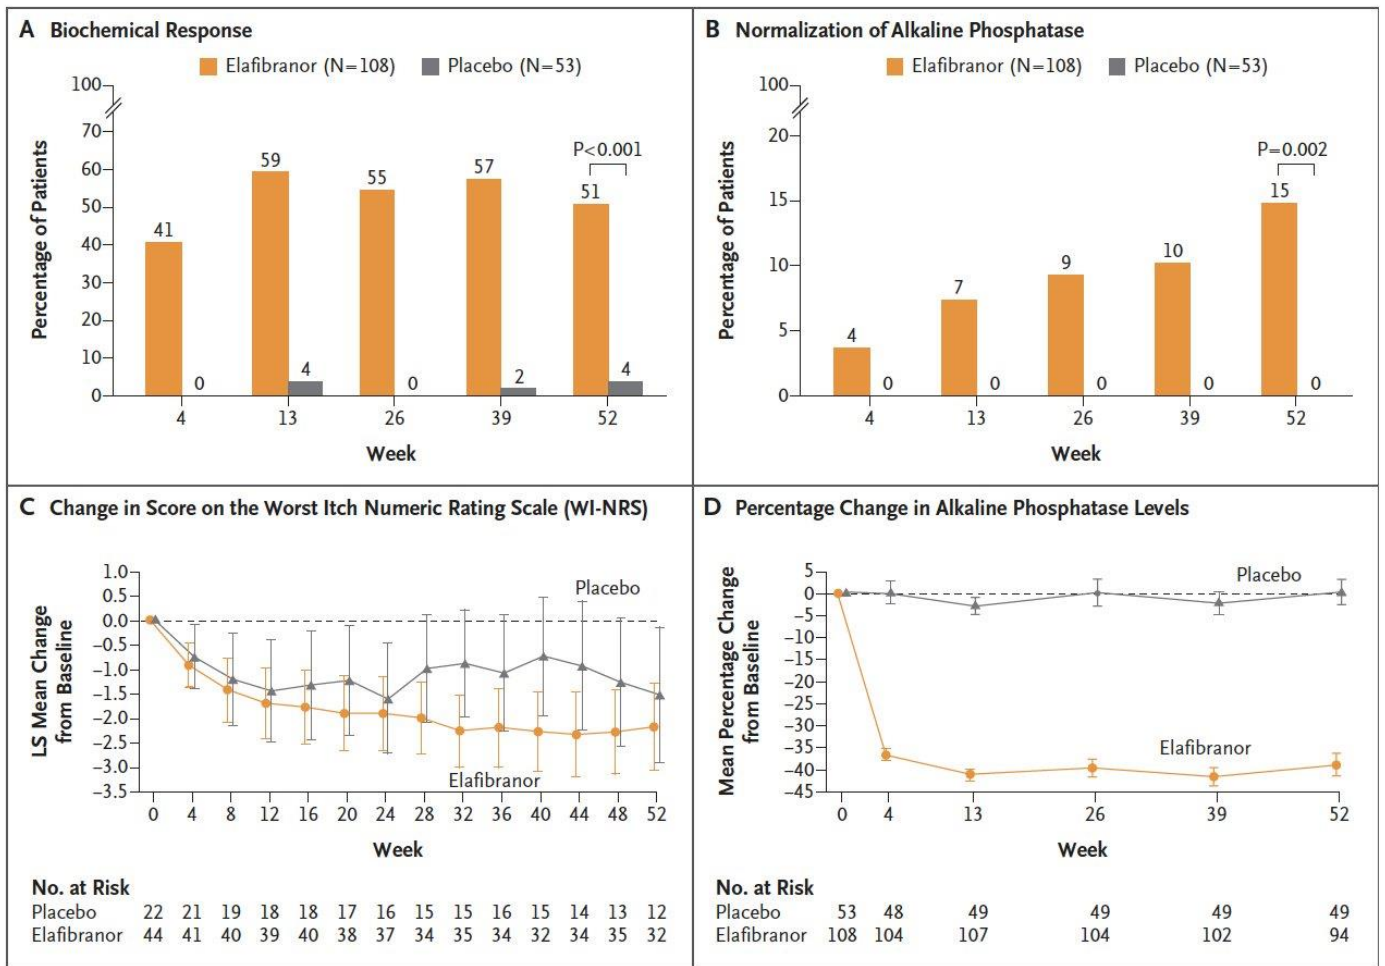 A Biochemical Response
Elafibranor (N=108) Placebo (N=53)
Percentage of Patients
100
70
60
50
40
30
20
10
0
41 0
59 4
55 0
57 2
51 4
P<0.001
4 13 26 39 52
Week
B Normalization of Alkaline Phosphatase
Elafibranor (N=108) Placebo (N=53)
Percentage of Patients
100
20
15
10
5
0
4 0
7 0
9 0
10 0
15 0
P=0.002
4 13 26 39 52
Week
C Change in Score on the Worst Itch Numeric Rating Scale (WI-NRS)
LS Mean Change
from Baseline
1.0
0.5
0.0
−0.5
−1.0
−1.5
−2.0
−2.5
−3.0
−3.5
Placebo
Elafibranor
0 4 8 12 16 20 24 28 32 36 40 44 48 52
Week
No. at Risk
Placebo 22 21 19 18 18 17 16 15 15 16 15 14 13 12
Elafibranor 44 41 40 39 40 38 37 34 35 34 32 34 35 32
D Percentage Change in Alkaline Phosphatase Levels
Mean Percentage Change
from Baseline
5
0
−5
−10
−15
−20
−25
−30
−35
−40
−45
Placebo
Elafibranor
0 4 13 26 39 52
Week
No. at Risk
Placebo 53 48 49 49 49 49
Elafibranor 108 104 107 104 102 94